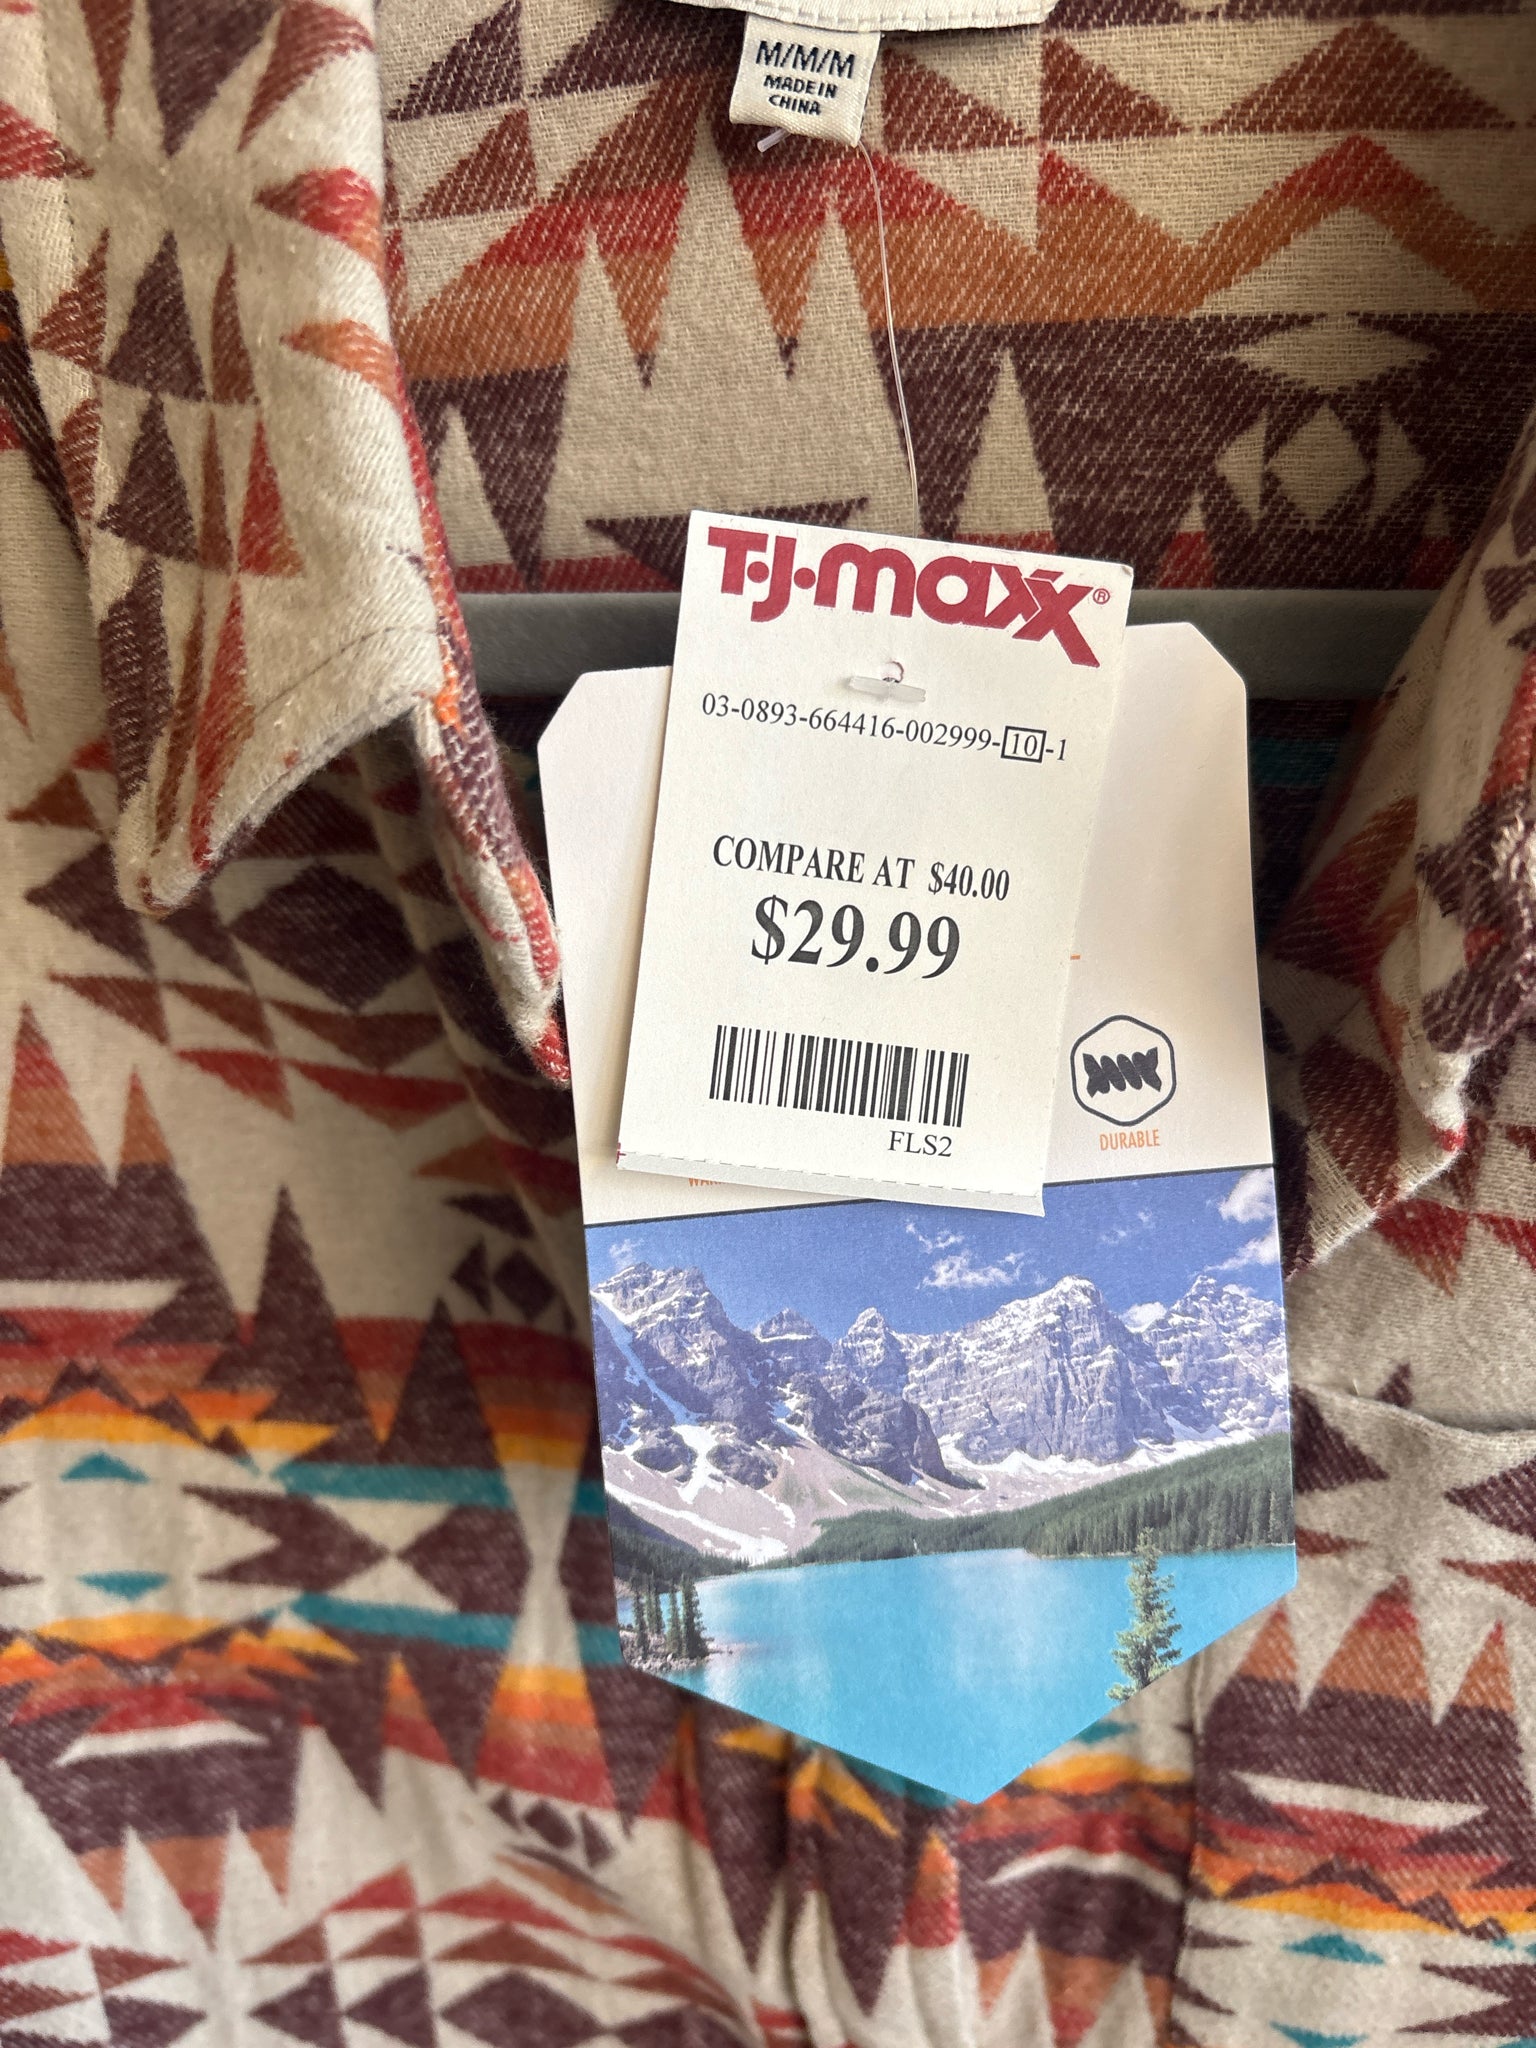 M/M/M
MADE IN
CHINA
T.J.maxx®
03-0893-664416-002999-10-1
COMPARE AT $40.00
$29.99
FLS2
DURABLE